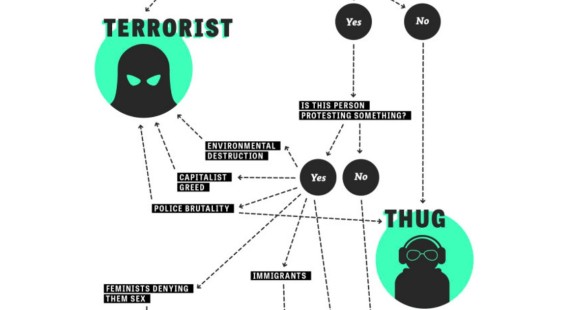 TERRORIST
Yes
No
IS THIS PERSON
PROTESTING SOMETHING?
ENVIRONMENTAL
DESTRUCTION
CAPITALIST
GREED
Yes
No
POLICE BRUTALITY
THUG
IMMIGRANTS
FEMINISTS DENYING
THEM SEX